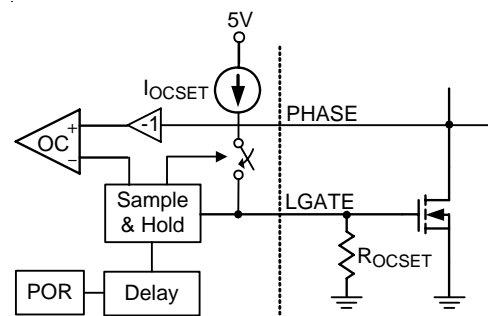 5V
IOCSET
PHASE
-1
OC
+
−
Sample
& Hold
LGATE
ROCSET
POR
Delay